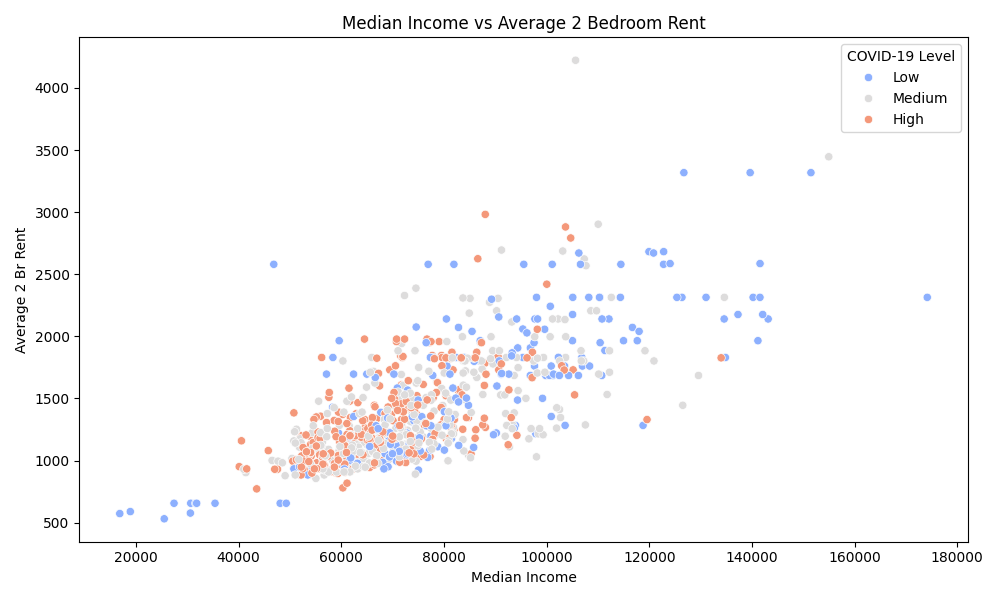 Median Income vs Average 2 Bedroom Rent
COVID-19 Level
Low
Medium
High
Average 2 Br Rent
4000
3500
3000
2500
2000
1500
1000
500
20000 40000 60000 80000 100000 120000 140000 160000 180000
Median Income